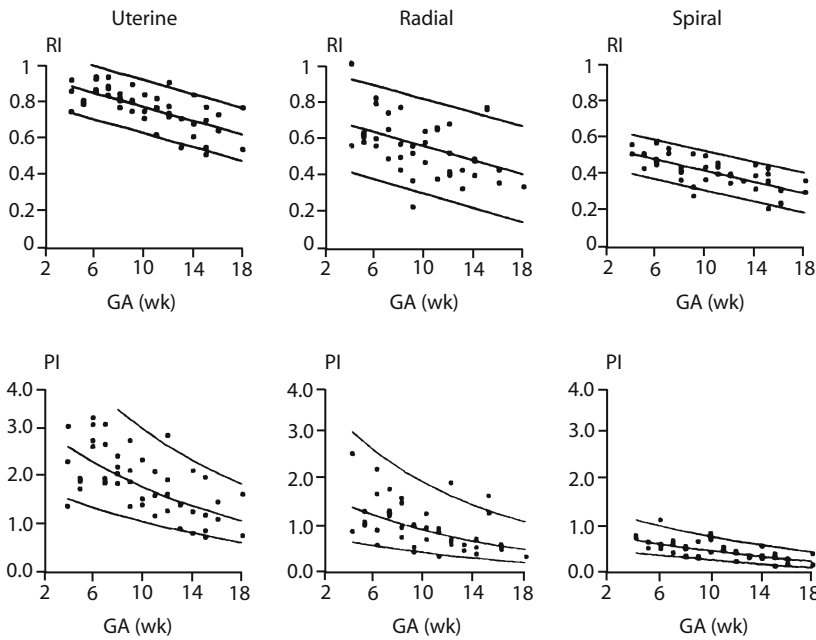 Uterine Radial Spiral
RI RI RI
1 1 1
0.8 0.8 0.8
0.6 0.6 0.6
0.4 0.4 0.4
0.2 0.2 0.2
0 0 0
2 6 10 14 18 2 6 10 14 18 2 6 10 14 18
GA (wk) GA (wk) GA (wk)
PI PI PI
4.0 4.0 4.0
3.0 3.0 3.0
2.0 2.0 2.0
1.0 1.0 1.0
0.0 0.0 0.0
2 6 10 14 18 2 6 10 14 18 2 6 10 14 18
GA (wk) GA (wk) GA (wk)